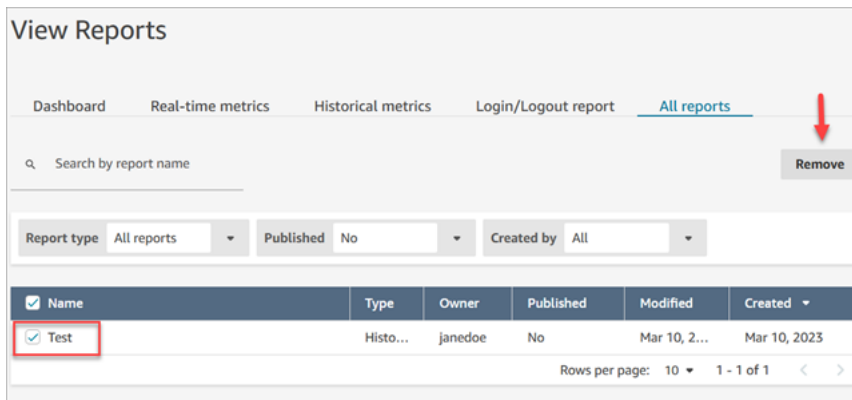 View Reports
Dashboard Real-time metrics Historical metrics Login/Logout report All reports
Search by report name Remove
Report type All reports Published No Created by All
Name Type Owner Published Modified Created
Test Histo... janedoe No Mar 10, 2... Mar 10, 2023
Rows per page: 10 1 - 1 of 1